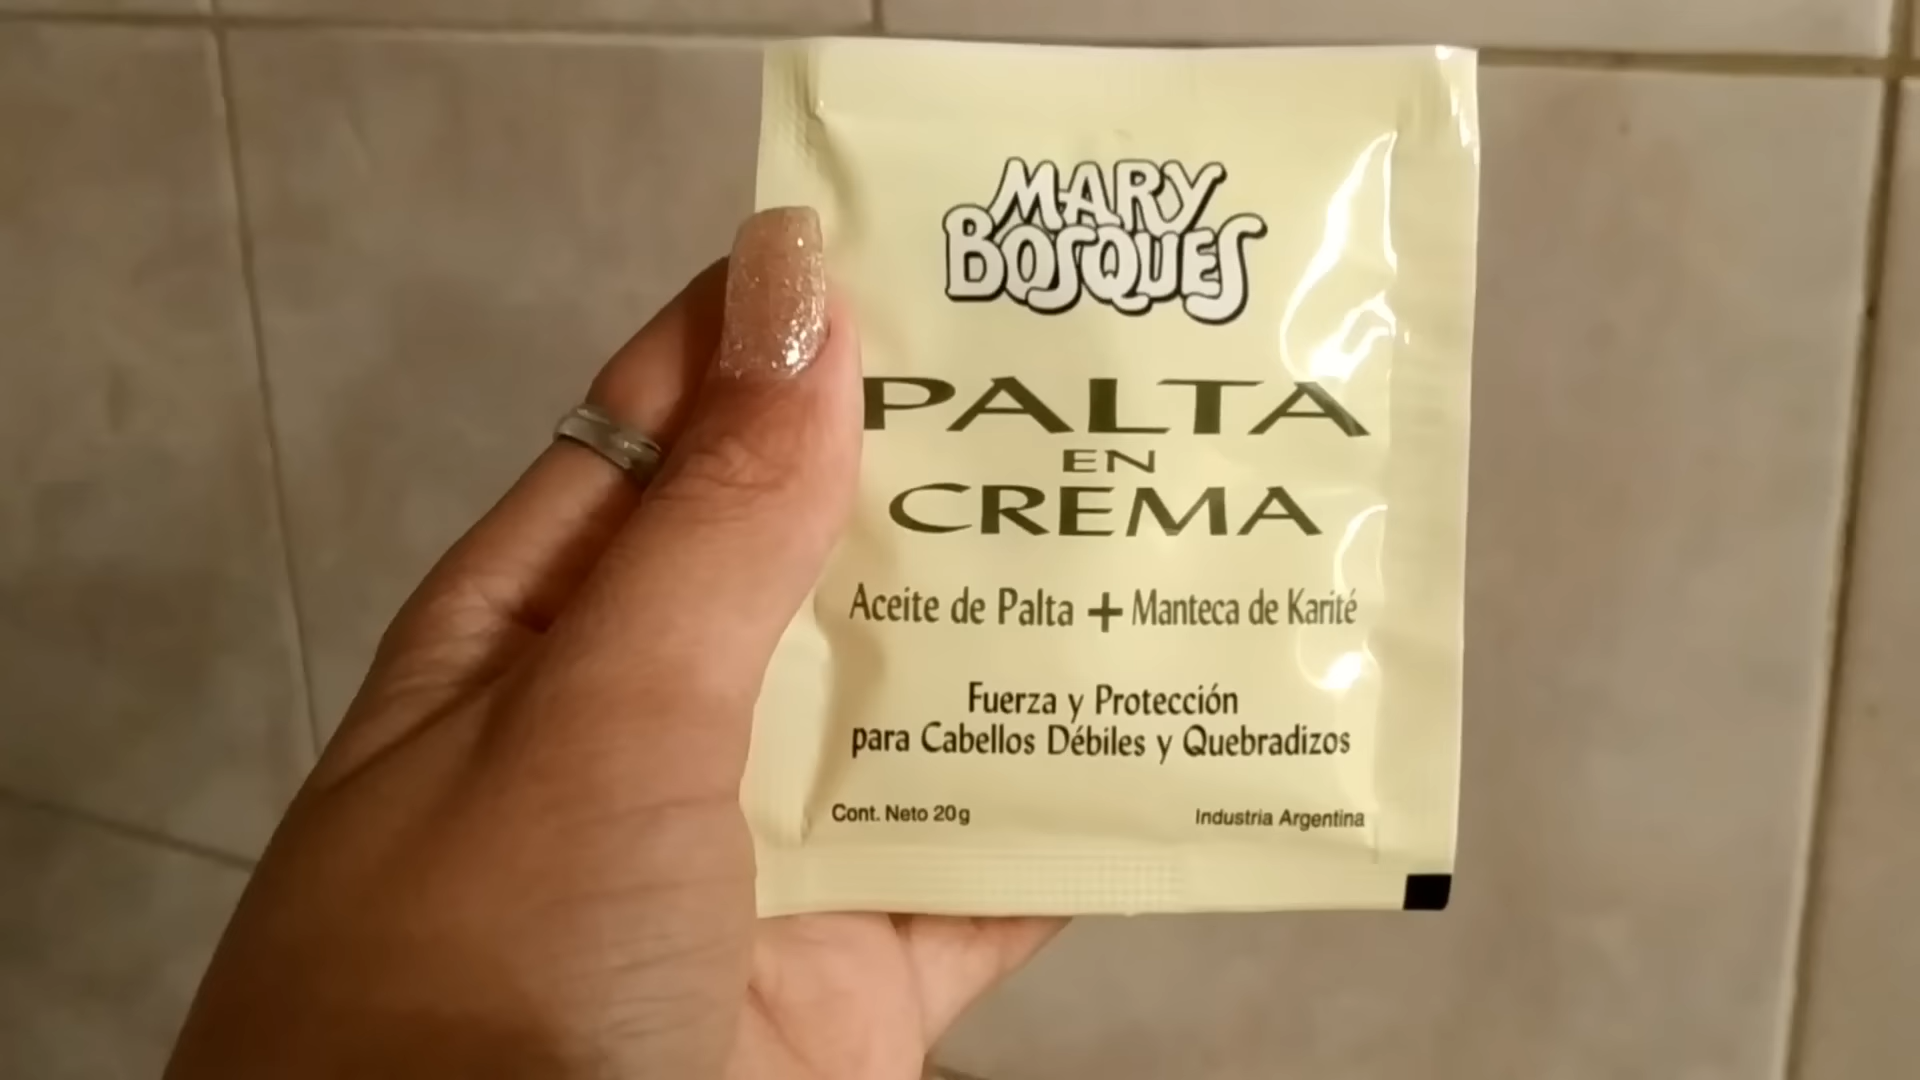 MARY
BOSQUES
PALTA
EN
CREMA
Aceite de Palta + Manteca de Karité
Fuerza y Protección
para Cabellos Débiles y Quebradizos
Cont. Neto 20g
Industria Argentina